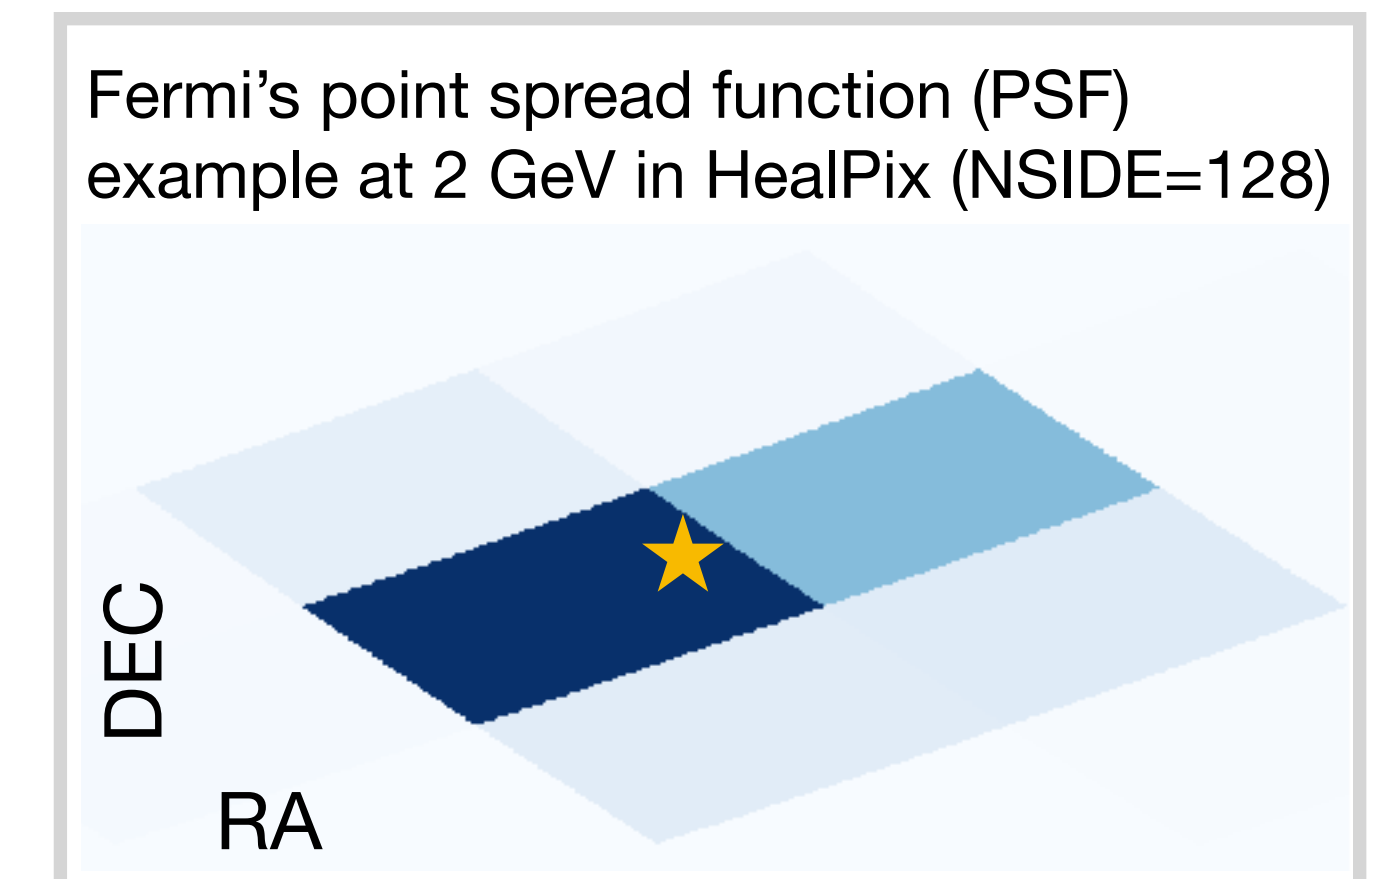 Fermi’s point spread function (PSF)
example at 2 GeV in HealPix (NSIDE=128)
DEC
RA